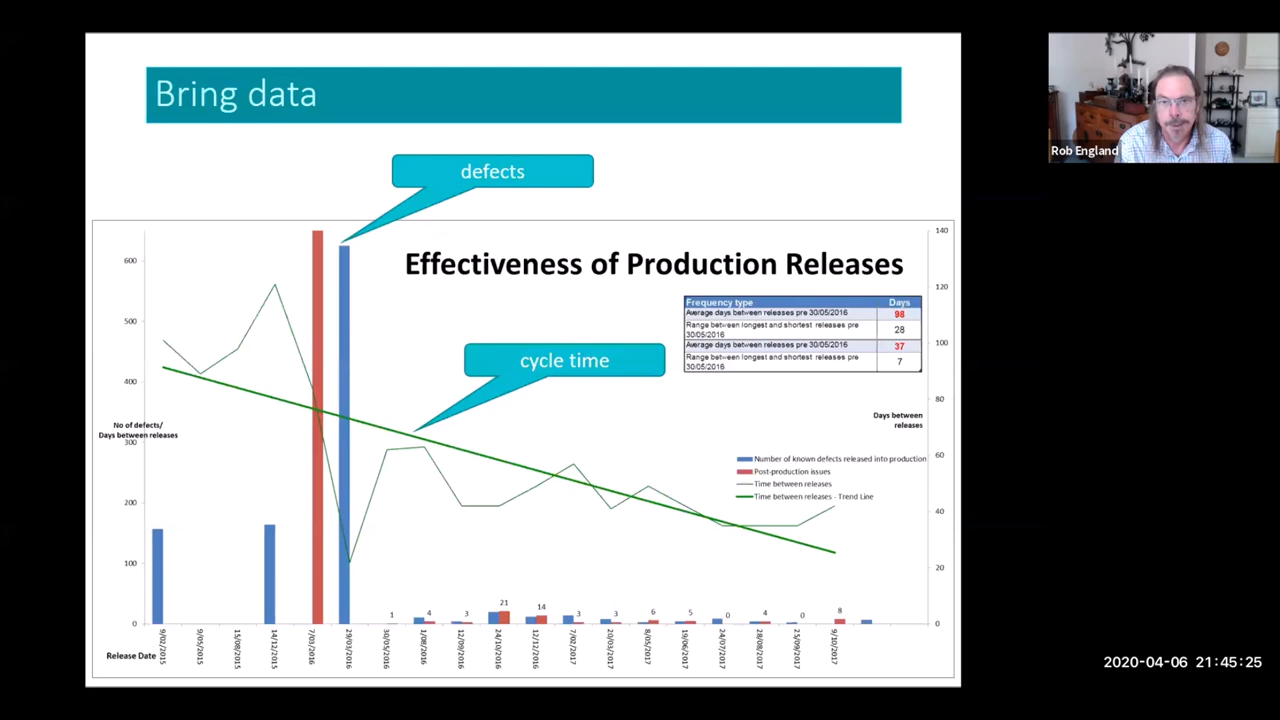 Bring data
Rob England
defects
Effectiveness of Production Releases
600
500
400
300
200
100
0
No of defects/
Days between releases
140
120
100
80
60
40
20
0
Days between
releases
Frequency type Days
Average days between releases pre 30/05/2016 98
Range between longest and shortest releases pre
30/05/2016 28
Average days between releases pre 30/05/2016 37
Range between longest and shortest releases pre
30/05/2016 7
cycle time
Number of known defects released into production
Post-production issues
Time between releases
Time between releases - Trend Line
1 4 3 21 14 3 3 6 5 0 4 0 8
Release Date
9/02/2015
9/05/2015
15/08/2015
14/12/2015
7/03/2016
29/03/2016
30/05/2016
1/08/2016
12/09/2016
24/10/2016
12/12/2016
7/02/2017
20/03/2017
8/05/2017
19/06/2017
24/07/2017
28/08/2017
25/09/2017
9/10/2017
2020-04-06 21:45:25